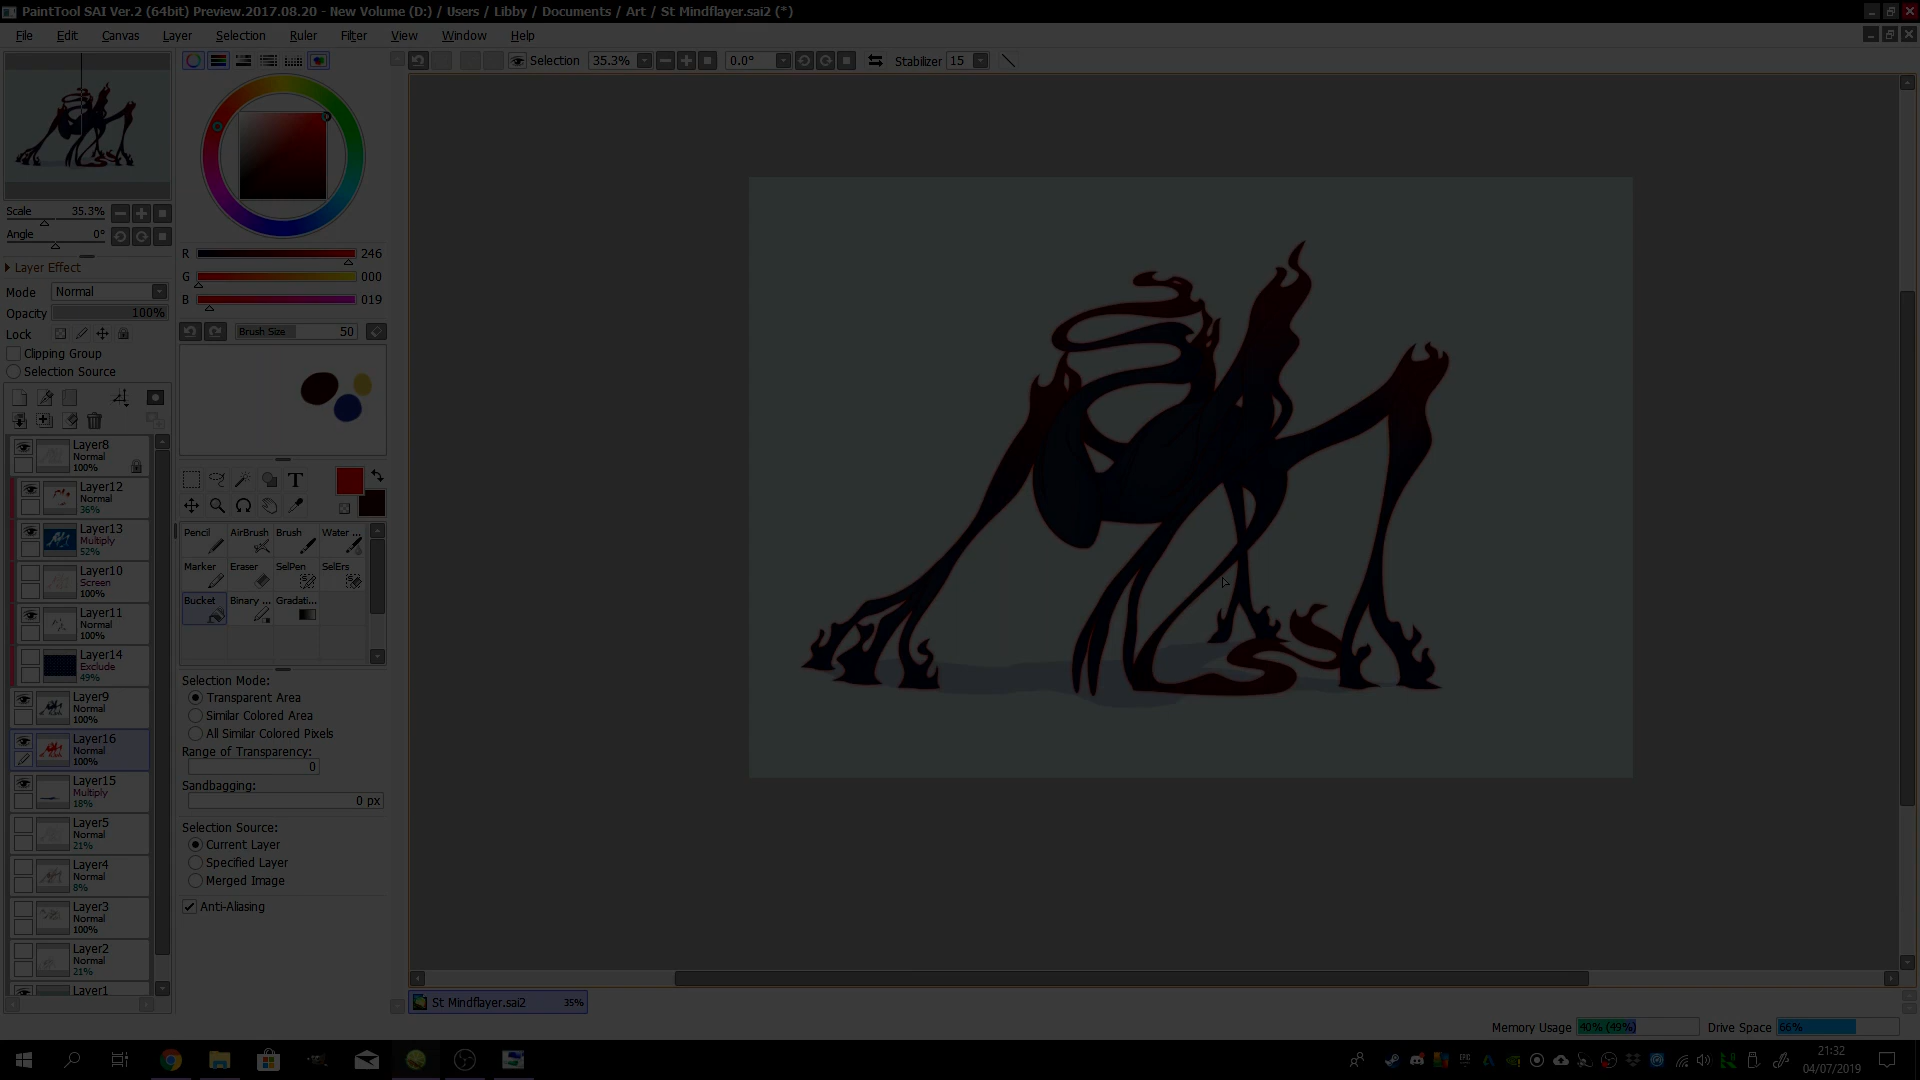 PaintTool SAI Ver.2 (64bit) Preview.2017.08.20 - New Volume (D:) / Users / Libby / Documents / Art / St Mindflayer.sai2 (*)
File Edit Canvas Layer Selection Ruler Filter View Window Help
Selection 35.3% 0.0° Stabilizer 15
Scale 35.3%
Angle 0°
Layer Effect
Mode Normal
Opacity 100%
Lock
Clipping Group
Selection Source
Layer8
Normal
100%
Layer12
Normal
36%
Layer13
Multiply
52%
Layer10
Screen
100%
Layer11
Normal
100%
Layer14
Exclude
49%
Layer9
Normal
100%
Layer16
Normal
100%
Layer15
Multiply
18%
Layer5
Normal
21%
Layer4
Normal
8%
Layer3
Normal
100%
Layer2
Normal
21%
Layer1
R 246
G 000
B 019
Brush Size 50
T
Pencil AirBrush Brush Water ...
Marker Eraser SelPen SelErs
Bucket Binary ... Gradati...
Selection Mode:
Transparent Area
Similar Colored Area
All Similar Colored Pixels
Range of Transparency:
0
Sandbagging:
0 px
Selection Source:
Current Layer
Specified Layer
Merged Image
Anti-Aliasing
St Mindflayer.sai2 35%
Memory Usage 40% (49%) Drive Space 66%
21:32
04/07/2019